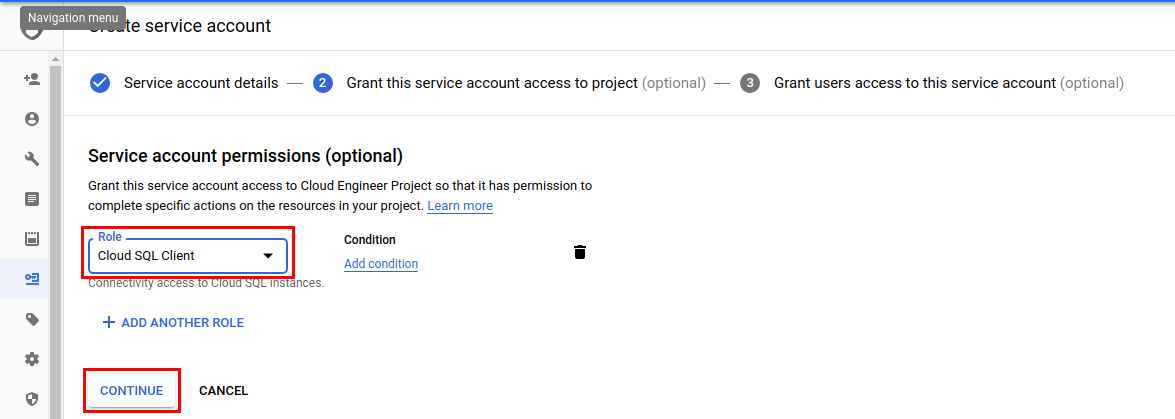 Navigation menu
Create service account
Service account details — 2 Grant this service account access to project (optional) — 3 Grant users access to this service account (optional)
Service account permissions (optional)
Grant this service account access to Cloud Engineer Project so that it has permission to
complete specific actions on the resources in your project. Learn more
Role
Condition
Cloud SQL Client
Add condition
Connectivity access to Cloud SQL instances.
+ ADD ANOTHER ROLE
CONTINUE CANCEL